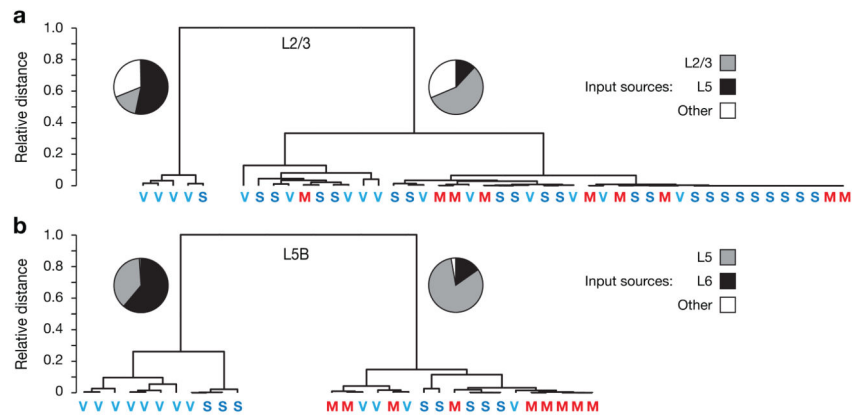 a
1.0
0.8
0.6
0.4
0.2
0
Relative distance
L2/3
L2/3
Input sources: L5
Other
V V V V S V S S V M S S V V V S S V M M V M S S V S S V M V M S S M V S S S S S S S S S M M
b
1.0
0.8
0.6
0.4
0.2
0
Relative distance
L5B
L5
Input sources: L6
Other
V V V V V V V V S S S M M V V M V S S M S S S V M M M M M